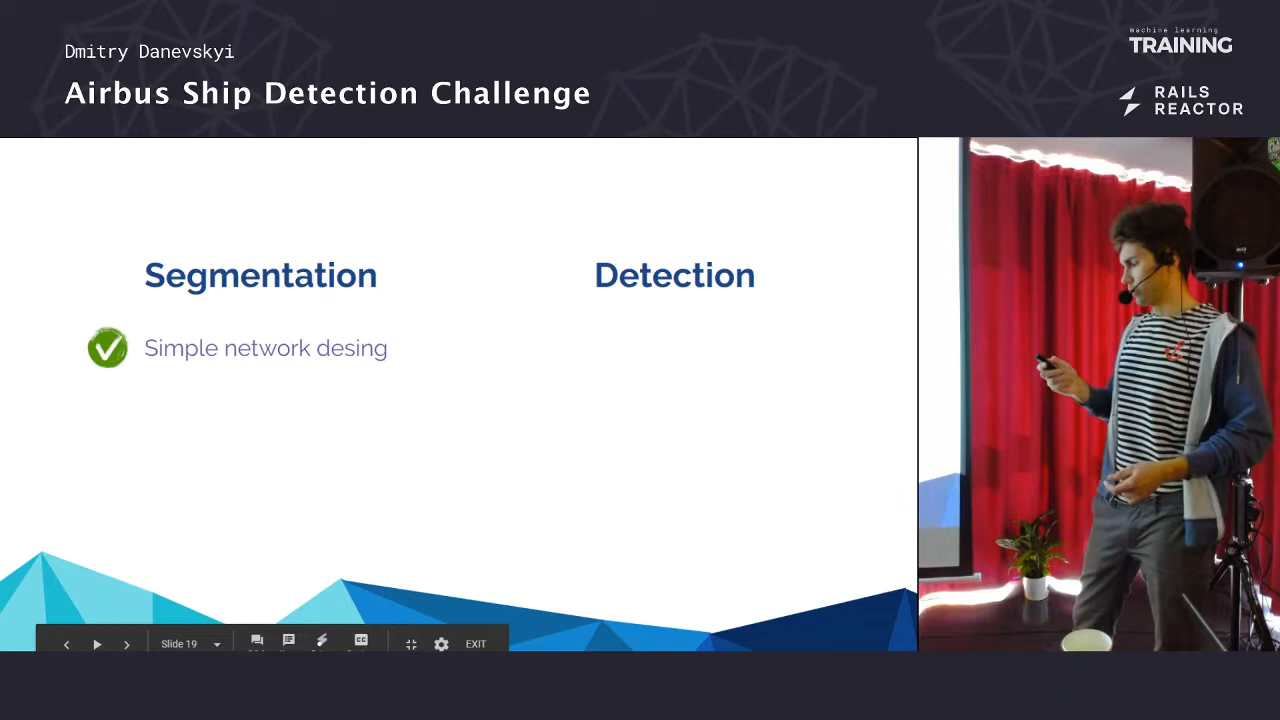 Dmitry Danevskyi
Airbus Ship Detection Challenge
machine learning
TRAINING
RAILS
REACTOR
Segmentation
Detection
Simple network desing
Slide 19
CC
EXIT